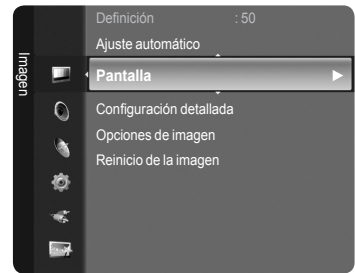 Imagen
Definición : 50
Ajuste automático
Pantalla
Configuración detallada
Opciones de imagen
Reinicio de la imagen